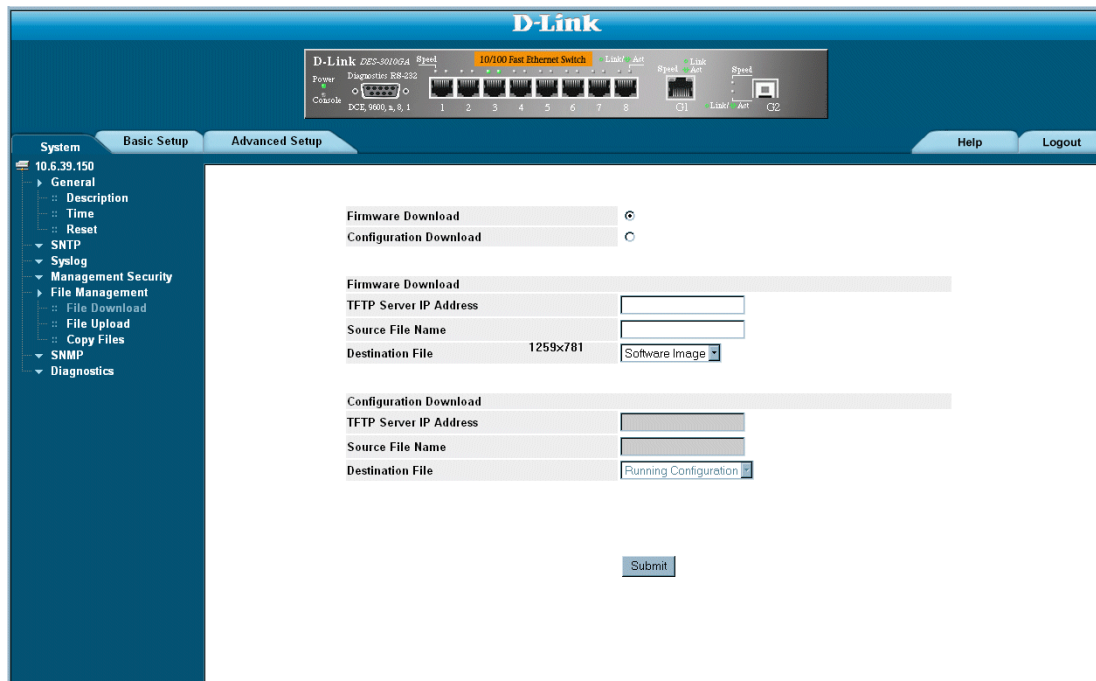 D-Link
D-Link DES-3010GA Speed 10/100 Fast Ethernet Switch Link/ Act
Speed Link Act Speed
Power Diagnostics RS-232
Console DCE, 9600, n, 8, 1 1 2 3 4 5 6 7 8 G1 Link/ Act G2
System Basic Setup Advanced Setup Help Logout
10.6.39.150
General
Description
Time
Reset
SNTP
Syslog
Management Security
File Management
File Download
File Upload
Copy Files
SNMP
Diagnostics
Firmware Download
Configuration Download
Firmware Download
TFTP Server IP Address
Source File Name
Destination File 1259x781 Software Image
Configuration Download
TFTP Server IP Address
Source File Name
Destination File Running Configuration
Submit